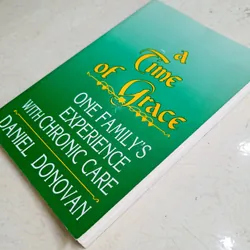 a
Time
of Grace
ONE FAMILY'S
EXPERIENCE
WITH CHRONIC CARE
DANIEL DONOVAN